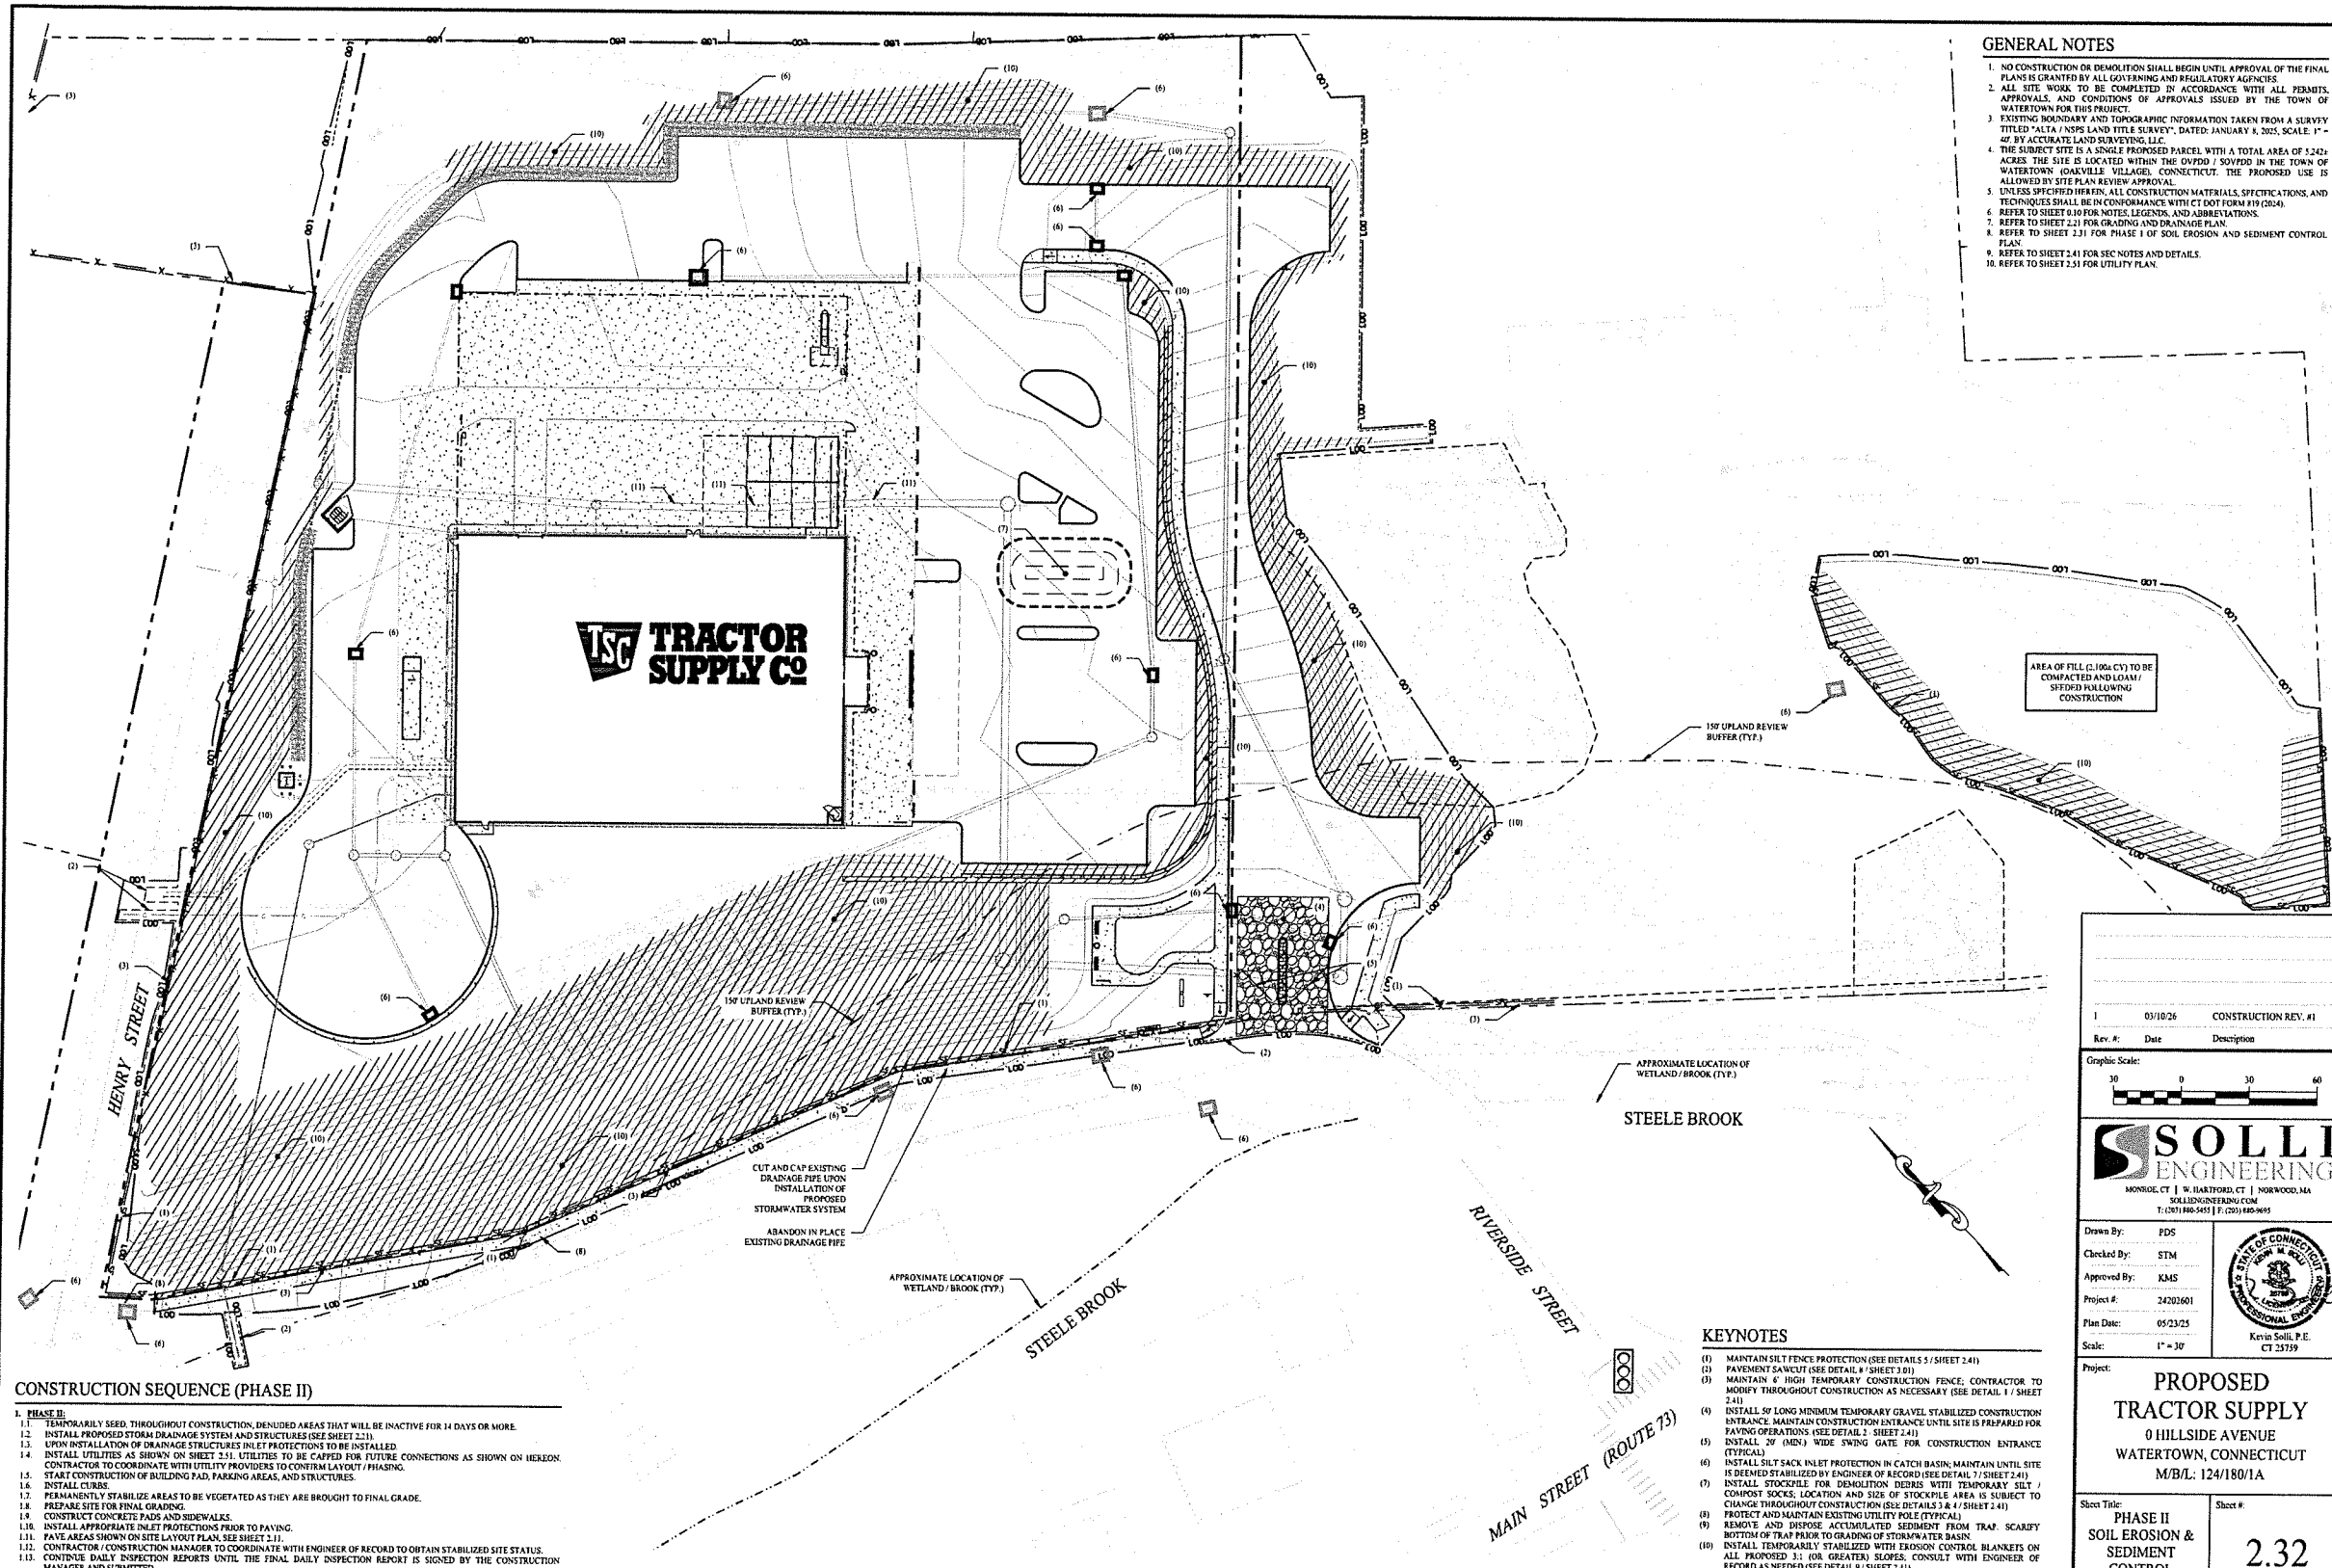 GENERAL NOTES
1. NO CONSTRUCTION OR DEMOLITION SHALL BEGIN UNTIL APPROVAL OF THE FINAL
PLANS IS GRANTED BY ALL GOVERNING AND REGULATORY AGENCIES.
2. ALL SITE WORK TO BE COMPLETED IN ACCORDANCE WITH ALL PERMITS,
APPROVALS, AND CONDITIONS OF APPROVALS ISSUED BY THE TOWN OF
WATERTOWN FOR THIS PROJECT.
3. EXISTING BOUNDARY AND TOPOGRAPHIC INFORMATION TAKEN FROM A SURVEY
TITLED "ALTA / NSPS LAND TITLE SURVEY", DATED: JANUARY 8, 2025, SCALE: 1" =
40', BY ACCURATE LAND SURVEYING, LLC.
4. THE SUBJECT SITE IS A SINGLE PROPOSED PARCEL WITH A TOTAL AREA OF 5.242±
ACRES. THE SITE IS LOCATED WITHIN THE OVPDD / SOVPDD IN THE TOWN OF
WATERTOWN (OAKVILLE VILLAGE), CONNECTICUT. THE PROPOSED USE IS
ALLOWED BY SITE PLAN REVIEW APPROVAL.
5. UNLESS SPECIFIED HEREIN, ALL CONSTRUCTION MATERIALS, SPECIFICATIONS, AND
TECHNIQUES SHALL BE IN CONFORMANCE WITH CT DOT FORM 819 (2024).
6. REFER TO SHEET 0.10 FOR NOTES, LEGENDS, AND ABBREVIATIONS.
7. REFER TO SHEET 2.21 FOR GRADING AND DRAINAGE PLAN.
8. REFER TO SHEET 2.31 FOR PHASE I OF SOIL EROSION AND SEDIMENT CONTROL
PLAN.
9. REFER TO SHEET 2.41 FOR SEC NOTES AND DETAILS.
10. REFER TO SHEET 2.51 FOR UTILITY PLAN.
TSC TRACTOR
SUPPLY CO
AREA OF FILL (2,100± CY) TO BE
COMPACTED AND LOAM /
SEEDED FOLLOWING
CONSTRUCTION
150' UPLAND REVIEW
BUFFER (TYP.)
150' UPLAND REVIEW
BUFFER (TYP.)
HENRY STREET
CUT AND CAP EXISTING
DRAINAGE PIPE UPON
INSTALLATION OF
PROPOSED
STORMWATER SYSTEM
ABANDON IN PLACE
EXISTING DRAINAGE PIPE
APPROXIMATE LOCATION OF
WETLAND / BROOK (TYP.)
STEELE BROOK
APPROXIMATE LOCATION OF
WETLAND / BROOK (TYP.)
STEELE BROOK
RIVERSIDE STREET
MAIN STREET (ROUTE 73)
CONSTRUCTION SEQUENCE (PHASE II)
1. PHASE II:
1.1. TEMPORARILY SEED, THROUGHOUT CONSTRUCTION, DENUDED AREAS THAT WILL BE INACTIVE FOR 14 DAYS OR MORE.
1.2. INSTALL PROPOSED STORM DRAINAGE SYSTEM AND STRUCTURES (SEE SHEET 2.21).
1.3. UPON INSTALLATION OF DRAINAGE STRUCTURES INLET PROTECTIONS TO BE INSTALLED.
1.4. INSTALL UTILITIES AS SHOWN ON SHEET 2.51. UTILITIES TO BE CAPPED FOR FUTURE CONNECTIONS AS SHOWN ON HEREON.
CONTRACTOR TO COORDINATE WITH UTILITY PROVIDERS TO CONFIRM LAYOUT / PHASING.
1.5. START CONSTRUCTION OF BUILDING PAD, PARKING AREAS, AND STRUCTURES.
1.6. INSTALL CURBS.
1.7. PERMANENTLY STABILIZE AREAS TO BE VEGETATED AS THEY ARE BROUGHT TO FINAL GRADE.
1.8. PREPARE SITE FOR FINAL GRADING.
1.9. CONSTRUCT CONCRETE PADS AND SIDEWALKS.
1.10. INSTALL APPROPRIATE INLET PROTECTIONS PRIOR TO PAVING.
1.11. PAVE AREAS SHOWN ON SITE LAYOUT PLAN, SEE SHEET 2.11.
1.12. CONTRACTOR / CONSTRUCTION MANAGER TO COORDINATE WITH ENGINEER OF RECORD TO OBTAIN STABILIZED SITE STATUS.
1.13. CONTINUE DAILY INSPECTION REPORTS UNTIL THE FINAL DAILY INSPECTION REPORT IS SIGNED BY THE CONSTRUCTION
MANAGER AND SUBMITTED.
KEYNOTES
(1) MAINTAIN SILT FENCE PROTECTION (SEE DETAILS 5 / SHEET 2.41)
(2) PAVEMENT SAWCUT (SEE DETAIL 8 / SHEET 3.01)
(3) MAINTAIN 6' HIGH TEMPORARY CONSTRUCTION FENCE; CONTRACTOR TO
MODIFY THROUGHOUT CONSTRUCTION AS NECESSARY (SEE DETAIL 1 / SHEET
2.41)
(4) INSTALL 50' LONG MINIMUM TEMPORARY GRAVEL STABILIZED CONSTRUCTION
ENTRANCE. MAINTAIN CONSTRUCTION ENTRANCE UNTIL SITE IS PREPARED FOR
PAVING OPERATIONS. (SEE DETAIL 2 - SHEET 2.41)
(5) INSTALL 20' (MIN.) WIDE SWING GATE FOR CONSTRUCTION ENTRANCE
(TYPICAL)
(6) INSTALL SILT SACK INLET PROTECTION IN CATCH BASIN; MAINTAIN UNTIL SITE
IS DEEMED STABILIZED BY ENGINEER OF RECORD (SEE DETAIL 7 / SHEET 2.41)
(7) INSTALL STOCKPILE FOR DEMOLITION DEBRIS WITH TEMPORARY SILT /
COMPOST SOCKS; LOCATION AND SIZE OF STOCKPILE AREA IS SUBJECT TO
CHANGE THROUGHOUT CONSTRUCTION (SEE DETAILS 3 & 4 / SHEET 2.41)
(8) PROTECT AND MAINTAIN EXISTING UTILITY POLE (TYPICAL)
(9) REMOVE AND DISPOSE ACCUMULATED SEDIMENT FROM TRAP. SCARIFY
BOTTOM OF TRAP PRIOR TO GRADING OF STORMWATER BASIN.
(10) INSTALL TEMPORARILY STABILIZED WITH EROSION CONTROL BLANKETS ON
ALL PROPOSED 3:1 (OR GREATER) SLOPES; CONSULT WITH ENGINEER OF
RECORD AS NEEDED (SEE DETAIL 9 / SHEET 2.41)
1 03/10/26 CONSTRUCTION REV. #1
Rev. #: Date Description
Graphic Scale:
30 0 30 60
SOLLI
ENGINEERING
MONROE, CT | W. HARTFORD, CT | NORWOOD, MA
SOLLIENGINEERING.COM
T: (203) 880-5455 | F: (203) 880-9695
Drawn By: PDS
Checked By: STM
Approved By: KMS
Project #: 24202601
Plan Date: 05/23/25
Scale: 1" = 30'
STATE OF CONNECTICUT
KEVIN M. SOLLI
25759
LICENSED
PROFESSIONAL ENGINEER
Kevin Solli, P.E.
CT 25759
Project:
PROPOSED
TRACTOR SUPPLY
0 HILLSIDE AVENUE
WATERTOWN, CONNECTICUT
M/B/L: 124/180/1A
Sheet Title:
PHASE II
SOIL EROSION &
SEDIMENT
CONTROL
Sheet #:
2.32